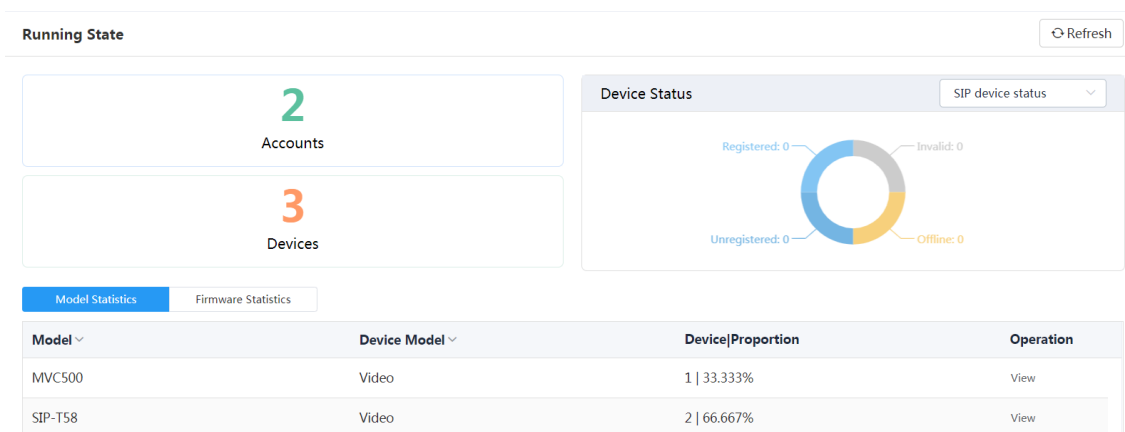 Running State
Refresh
2
Accounts
3
Devices
Device Status
SIP device status
Registered: 0
Invalid: 0
Unregistered: 0
Offline: 0
Model Statistics Firmware Statistics
Model Device Model Device|Proportion Operation
MVC500 Video 1 | 33.333% View
SIP-T58 Video 2 | 66.667% View